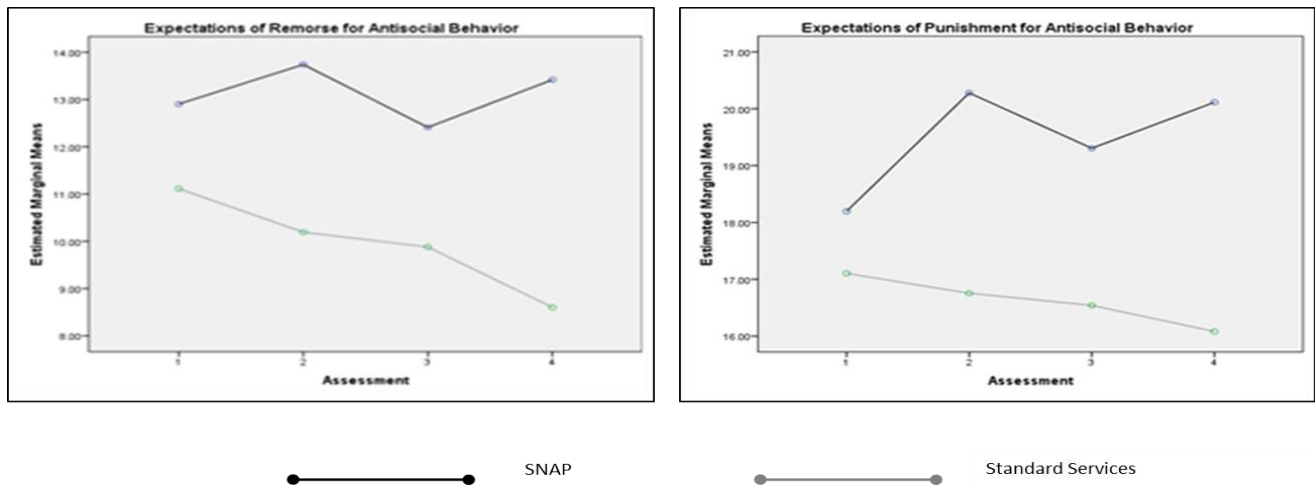 Expectations of Remorse for Antisocial Behavior
14.00
13.00
12.00
11.00
10.00
9.00
8.00
Estimated Marginal Means
1 2 3 4
Assessment
Expectations of Punishment for Antisocial Behavior
21.00
20.00
19.00
18.00
17.00
16.00
Estimated Marginal Means
1 2 3 4
Assessment
SNAP
Standard Services